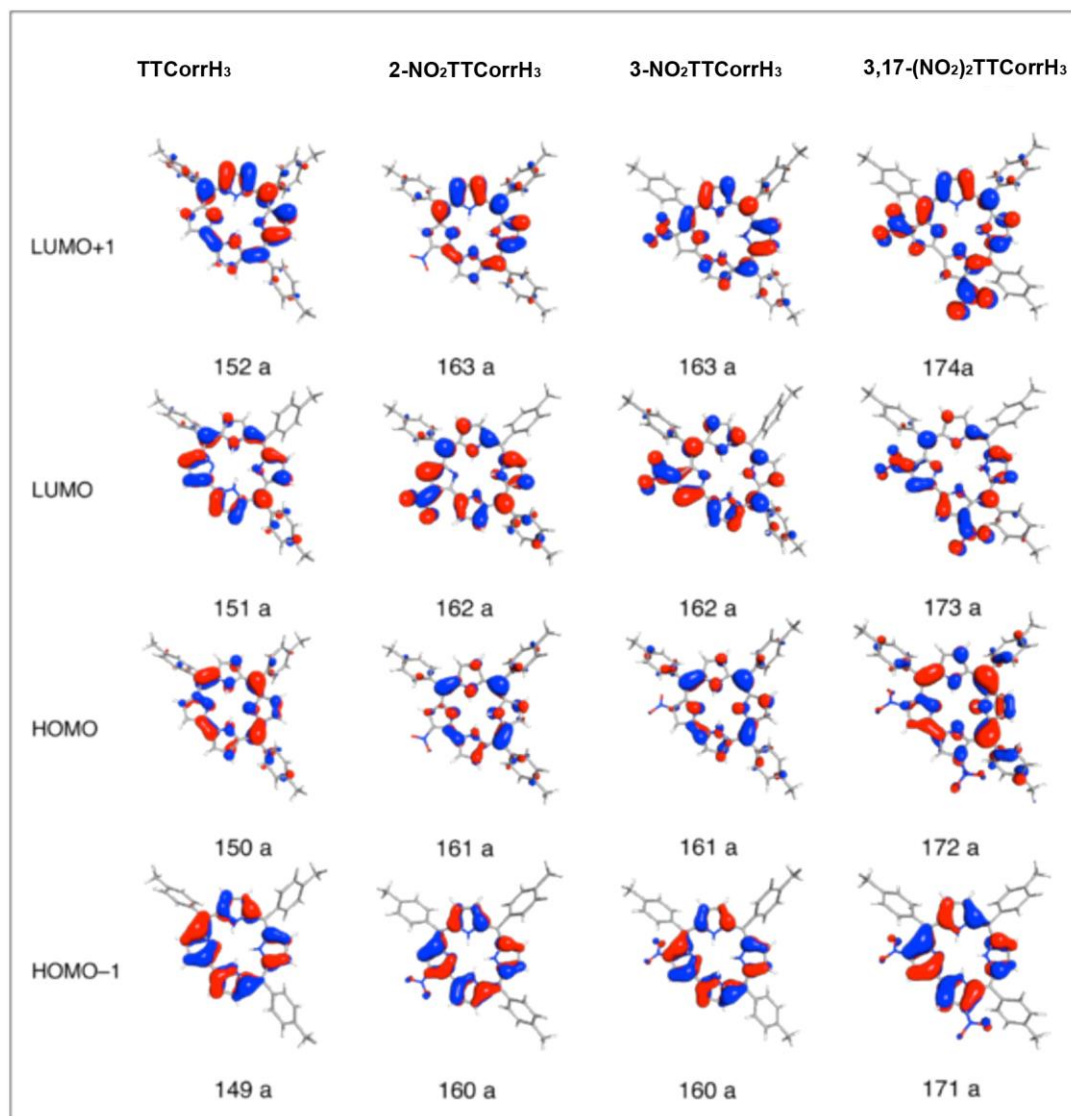 TTCorrH₃ 2-NO₂TTCorrH₃ 3-NO₂TTCorrH₃ 3,17-(NO₂)₂TTCorrH₃
LUMO+1
152 a 163 a 163 a 174a
LUMO
151 a 162 a 162 a 173 a
HOMO
150 a 161 a 161 a 172 a
HOMO−1
149 a 160 a 160 a 171 a